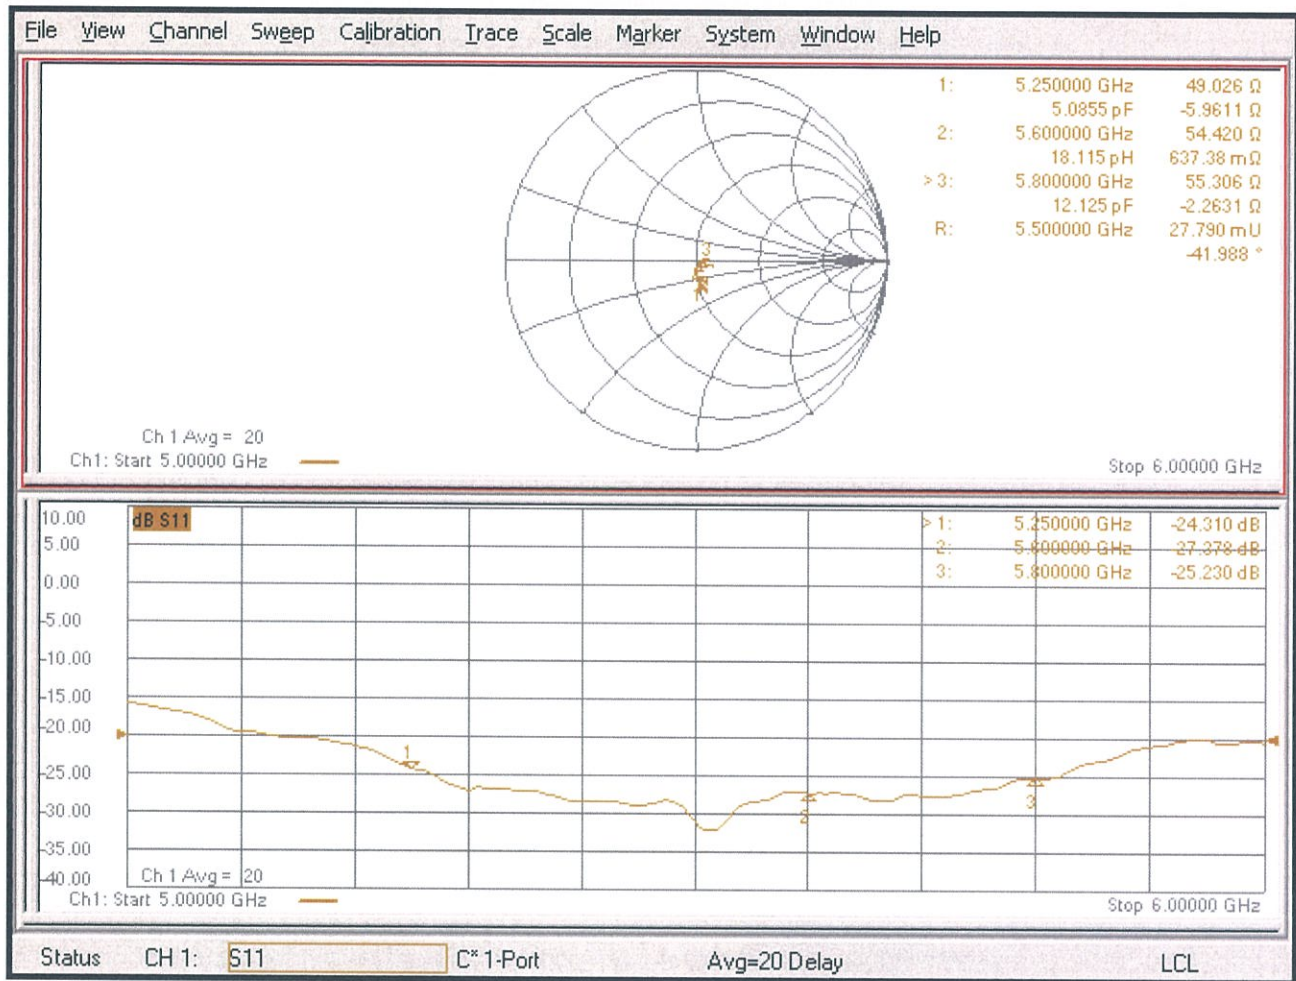 File View Channel Sweep Calibration Trace Scale Marker System Window Help
1: 5.250000 GHz 49.026 Ω
5.0855 pF -5.9611 Ω
2: 5.600000 GHz 54.420 Ω
18.115 pH 637.38 mΩ
> 3: 5.800000 GHz 55.306 Ω
12.125 pF -2.2631 Ω
R: 5.500000 GHz 27.790 mU
-41.988 °
3
Ch 1 Avg = 20
Ch1: Start 5.00000 GHz
Stop 6.00000 GHz
10.00
5.00
0.00
-5.00
-10.00
-15.00
-20.00
-25.00
-30.00
-35.00
-40.00
dB S11
> 1: 5.250000 GHz -24.310 dB
2: 5.600000 GHz -27.378 dB
3: 5.800000 GHz -25.230 dB
1
2
3
Ch 1 Avg = 20
Ch1: Start 5.00000 GHz
Stop 6.00000 GHz
Status CH 1: S11 C* 1-Port Avg=20 Delay LCL